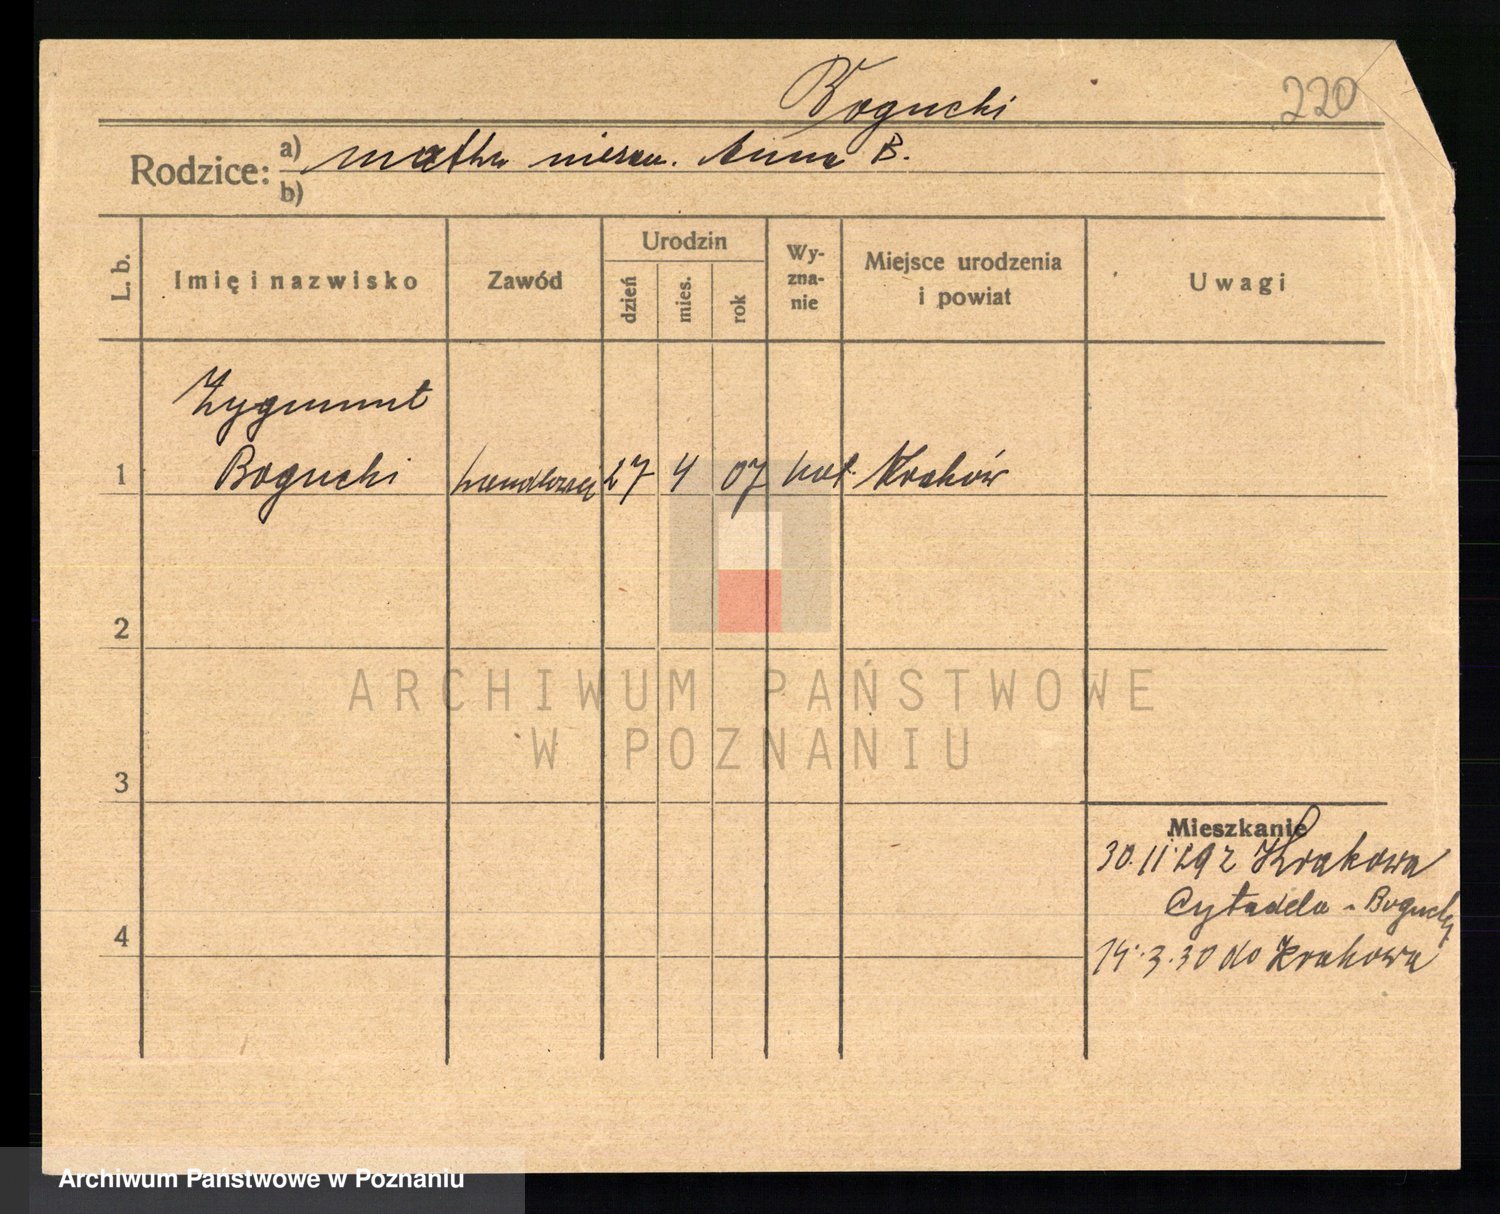 Bogucki
220
Rodzice: a) matka niezam. Anna B.
b)
L. b.
Imię i nazwisko
Zawód
Urodzin
dzień
mies.
rok
Wy-
zna-
nie
Miejsce urodzenia
i powiat
Uwagi
Zygmunt
1 Bogucki 27 4 07 kat. Kraków
2
3
4
Mieszkanie
30.11.29 z Krakowa
Cytadela - Bogucki
14.3.30 do Krakowa
ARCHIWUM PAŃSTWOWE
W POZNANIU
Archiwum Państwowe w Poznaniu